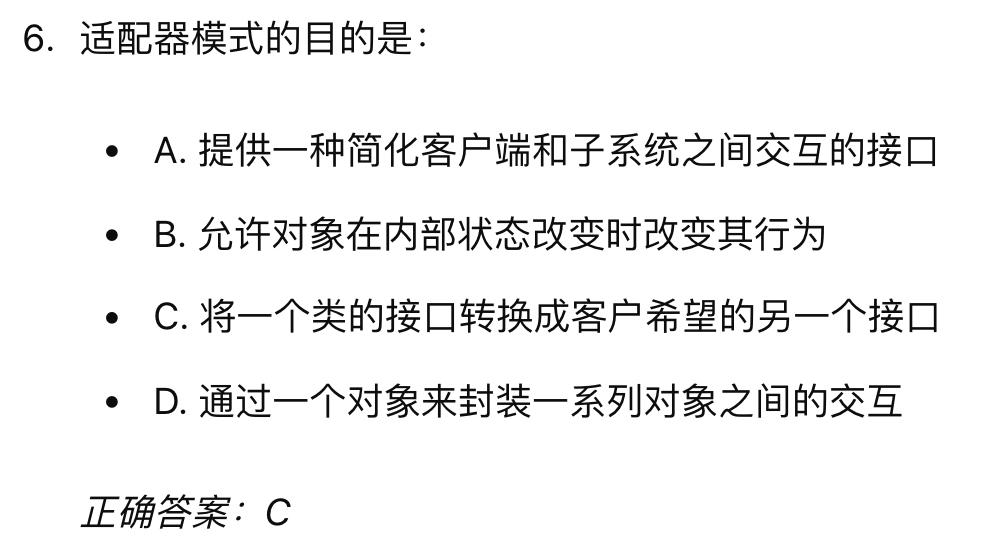 6. 适配器模式的目的是：
• A. 提供一种简化客户端和子系统之间交互的接口
• B. 允许对象在内部状态改变时改变其行为
• C. 将一个类的接口转换成客户希望的另一个接口
• D. 通过一个对象来封装一系列对象之间的交互
正确答案：C